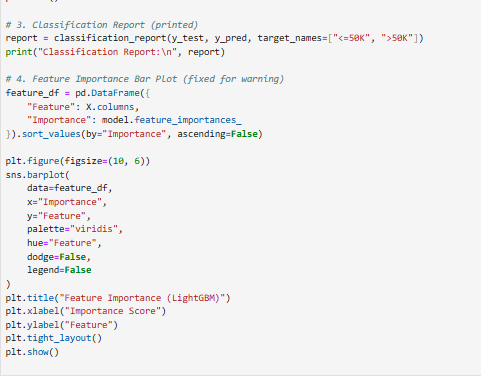 # 3. Classification Report (printed)
report = classification_report(y_test, y_pred, target_names=["<=50K", ">50K"])
print("Classification Report:\n", report)
# 4. Feature Importance Bar Plot (fixed for warning)
feature_df = pd.DataFrame({
    "Feature": X.columns,
    "Importance": model.feature_importances_
}).sort_values(by="Importance", ascending=False)
plt.figure(figsize=(10, 6))
sns.barplot(
    data=feature_df,
    x="Importance",
    y="Feature",
    palette="viridis",
    hue="Feature",
    dodge=False,
    legend=False
)
plt.title("Feature Importance (LightGBM)")
plt.xlabel("Importance Score")
plt.ylabel("Feature")
plt.tight_layout()
plt.show()